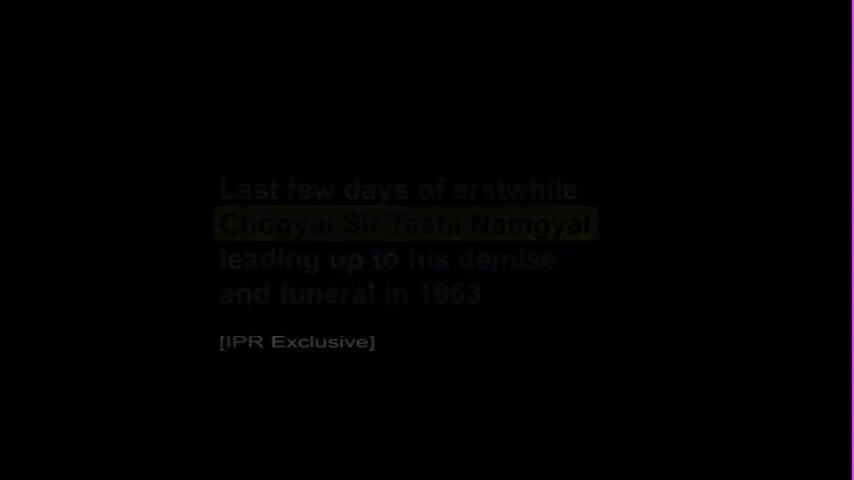 Last few days of erstwhile
Chogyal Sir Tashi Namgyal
leading up to his demise
and funeral in 1963
[IPR Exclusive]